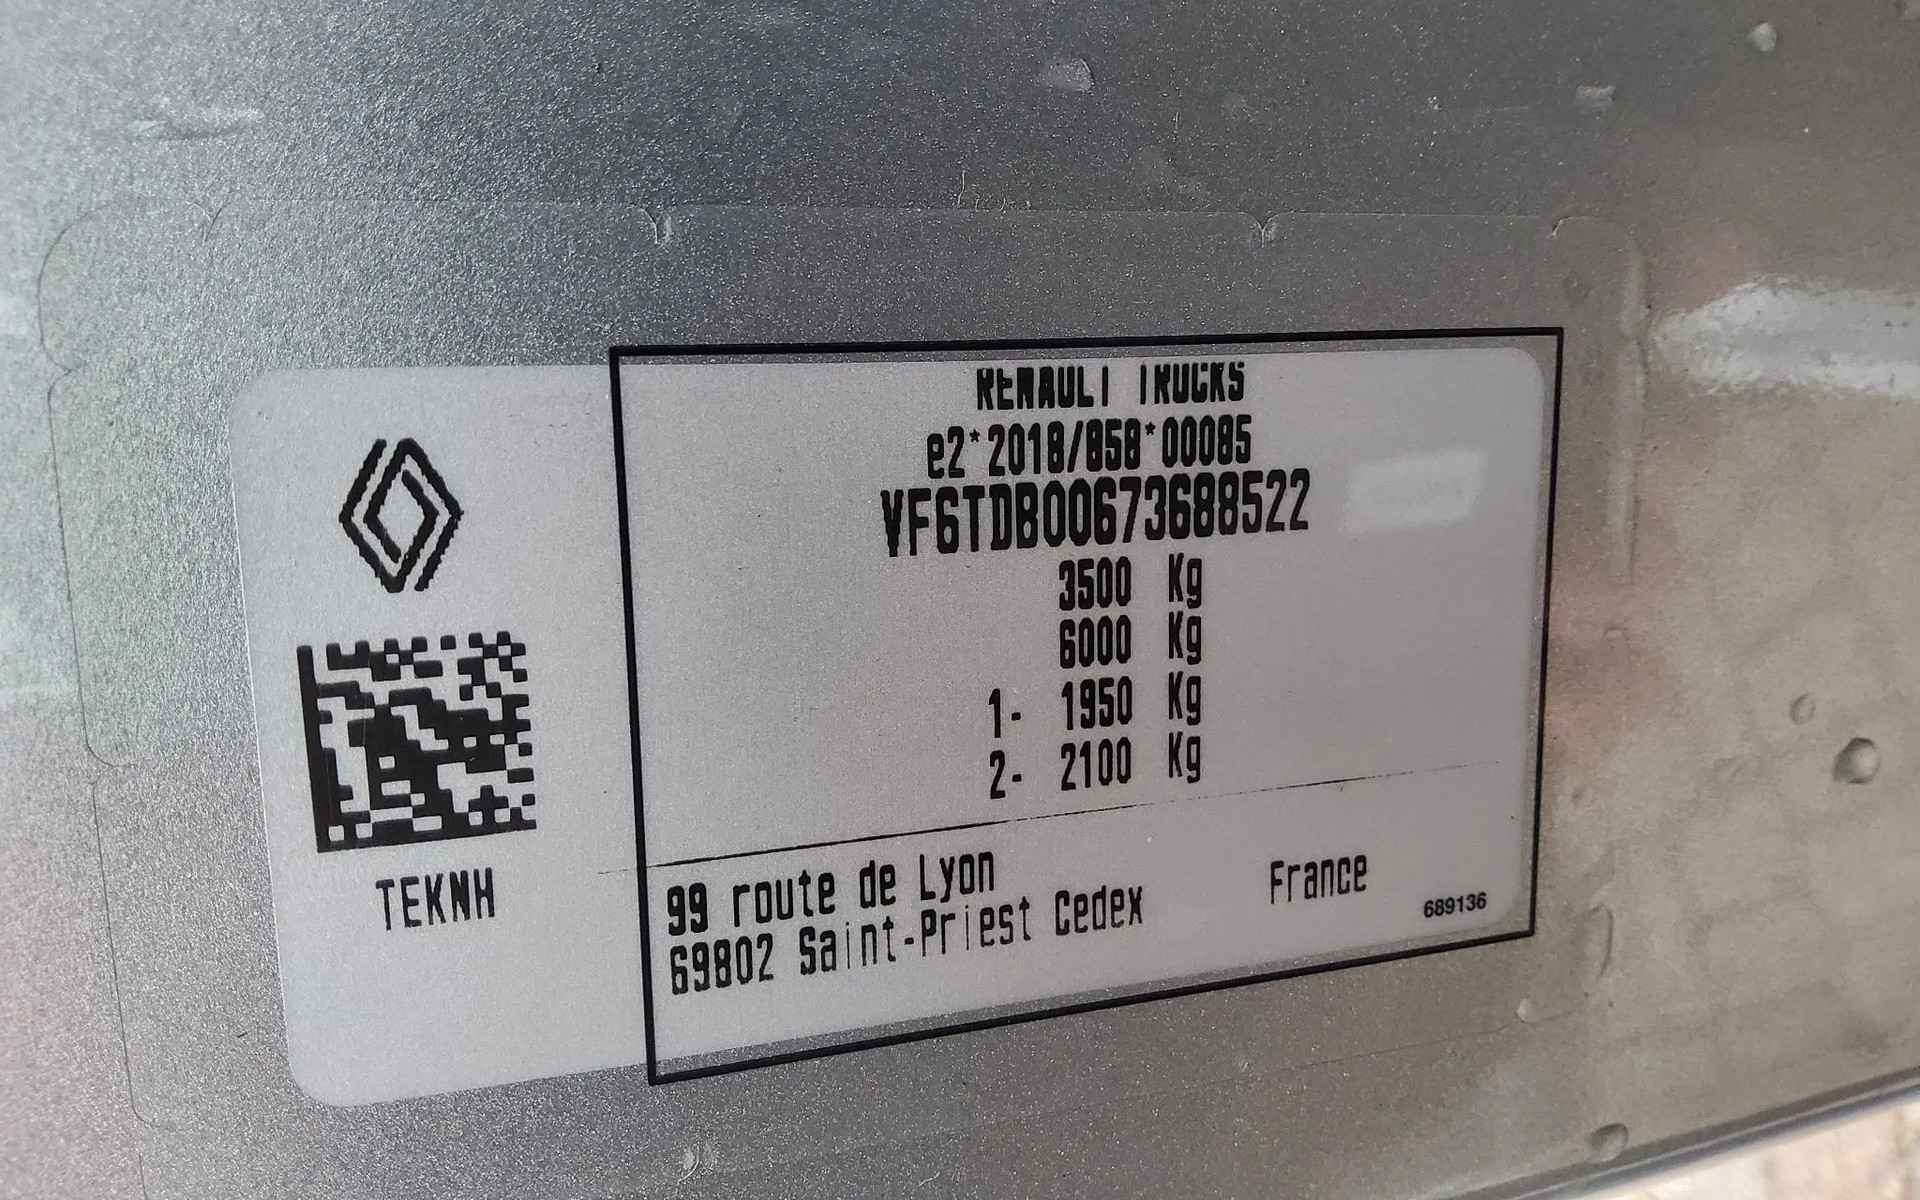 RENAULT TRUCKS
e2*2018/858*00085
VF6TDB00673688522
3500 Kg
6000 Kg
1- 1950 Kg
2- 2100 Kg
TEKNH
99 route de Lyon
69802 Saint-Priest Cedex France
689136